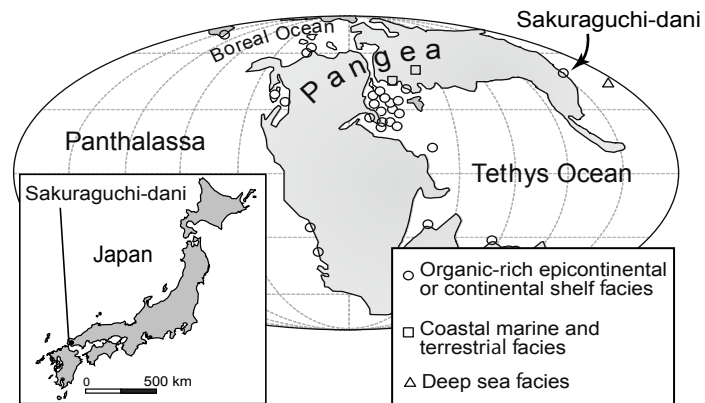 Sakuraguchi-dani
Boreal Ocean
Pangea
Panthalassa
Tethys Ocean
Sakuraguchi-dani
Japan
0 500 km
Organic-rich epicontinental
or continental shelf facies
Coastal marine and
terrestrial facies
Deep sea facies